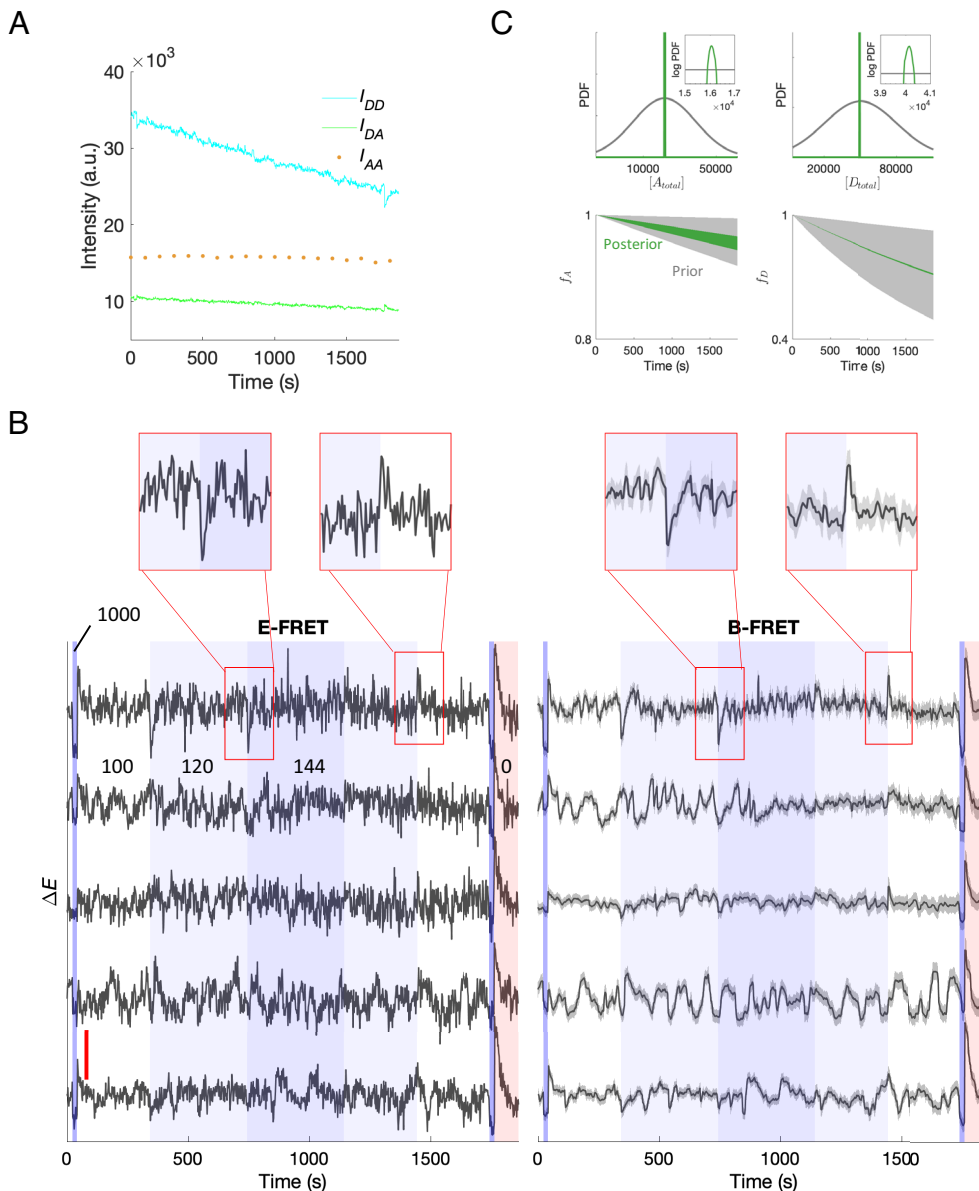 A
×10³
40
30
20
10
Intensity (a.u.)
I_DD
I_DA
I_AA
0 500 1000 1500
Time (s)
C
PDF
log PDF
1.5 1.6 1.7
×10⁴
10000 50000
[A_total]
PDF
log PDF
3.9 4 4.1
×10⁴
20000 80000
[D_total]
1
0.8
f_A
Posterior
Prior
0 500 1000 1500
Time (s)
1
0.4
f_D
0 500 1000 1500
Time (s)
B
1000
E-FRET
B-FRET
100 120 144 0
ΔE
0 500 1000 1500
Time (s)
0 500 1000 1500
Time (s)